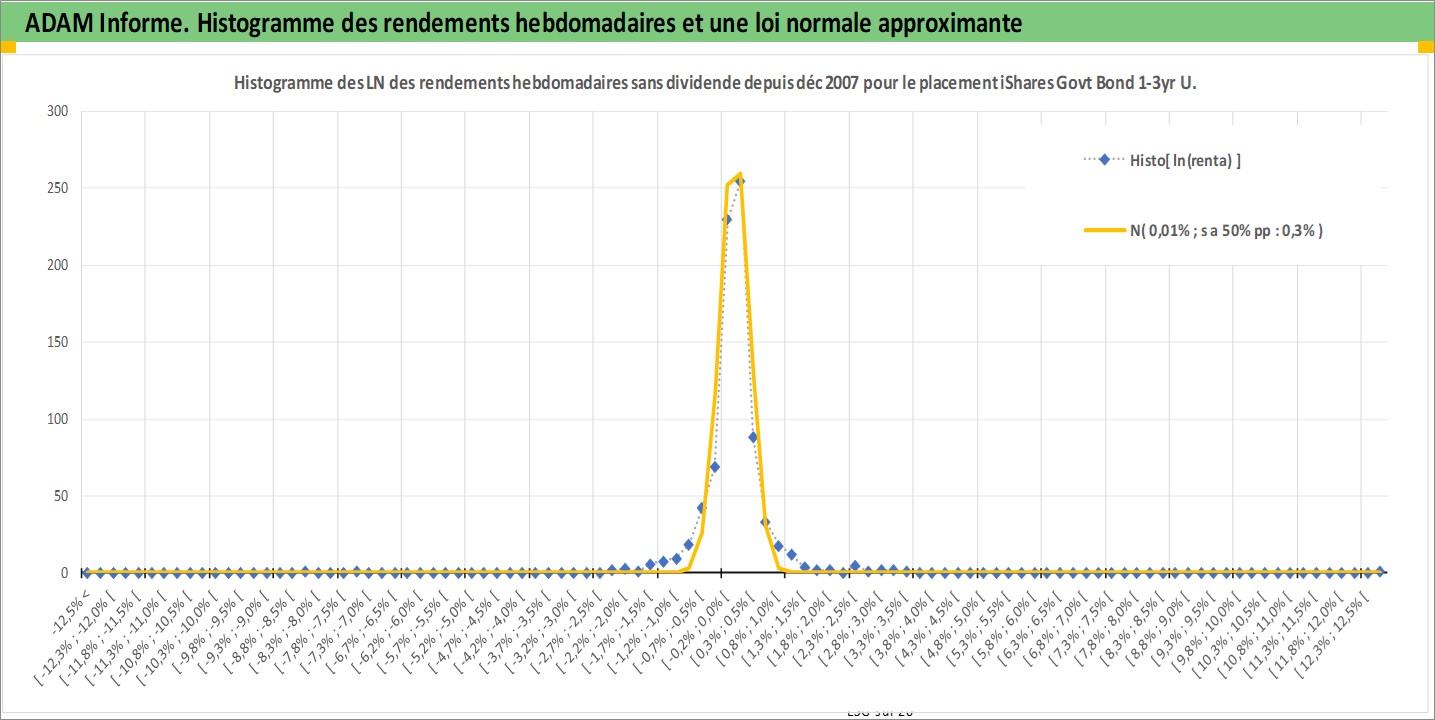 ADAM Informe. Histogramme des rendements hebdomadaires et une loi normale approximante
Histogramme des LN des rendements hebdomadaires sans dividende depuis déc 2007 pour le placement iShares Govt Bond 1-3yr U.
300
250
200
150
100
50
0
Histo[ ln(renta) ]
N( 0,01% ; s a 50% pp : 0,3% )
-12,5% <
[ -12,3% ; -12,0% [
[ -11,8% ; -11,5% [
[ -11,3% ; -11,0% [
[ -10,8% ; -10,5% [
[ -10,3% ; -10,0% [
[ -9,8% ; -9,5% [
[ -9,3% ; -9,0% [
[ -8,8% ; -8,5% [
[ -8,3% ; -8,0% [
[ -7,8% ; -7,5% [
[ -7,3% ; -7,0% [
[ -6,7% ; -6,5% [
[ -6,2% ; -6,0% [
[ -5,7% ; -5,5% [
[ -5,2% ; -5,0% [
[ -4,7% ; -4,5% [
[ -4,2% ; -4,0% [
[ -3,7% ; -3,5% [
[ -3,2% ; -3,0% [
[ -2,7% ; -2,5% [
[ -2,2% ; -2,0% [
[ -1,7% ; -1,5% [
[ -1,2% ; -1,0% [
[ -0,7% ; -0,5% [
[ -0,2% ; 0,0% [
[ 0,3% ; 0,5% [
[ 0,8% ; 1,0% [
[ 1,3% ; 1,5% [
[ 1,8% ; 2,0% [
[ 2,3% ; 2,5% [
[ 2,8% ; 3,0% [
[ 3,3% ; 3,5% [
[ 3,8% ; 4,0% [
[ 4,3% ; 4,5% [
[ 4,8% ; 5,0% [
[ 5,3% ; 5,5% [
[ 5,8% ; 6,0% [
[ 6,3% ; 6,5% [
[ 6,8% ; 7,0% [
[ 7,3% ; 7,5% [
[ 7,8% ; 8,0% [
[ 8,3% ; 8,5% [
[ 8,8% ; 9,0% [
[ 9,3% ; 9,5% [
[ 9,8% ; 10,0% [
[ 10,3% ; 10,5% [
[ 10,8% ; 11,0% [
[ 11,3% ; 11,5% [
[ 11,8% ; 12,0% [
[ 12,3% ; 12,5% [